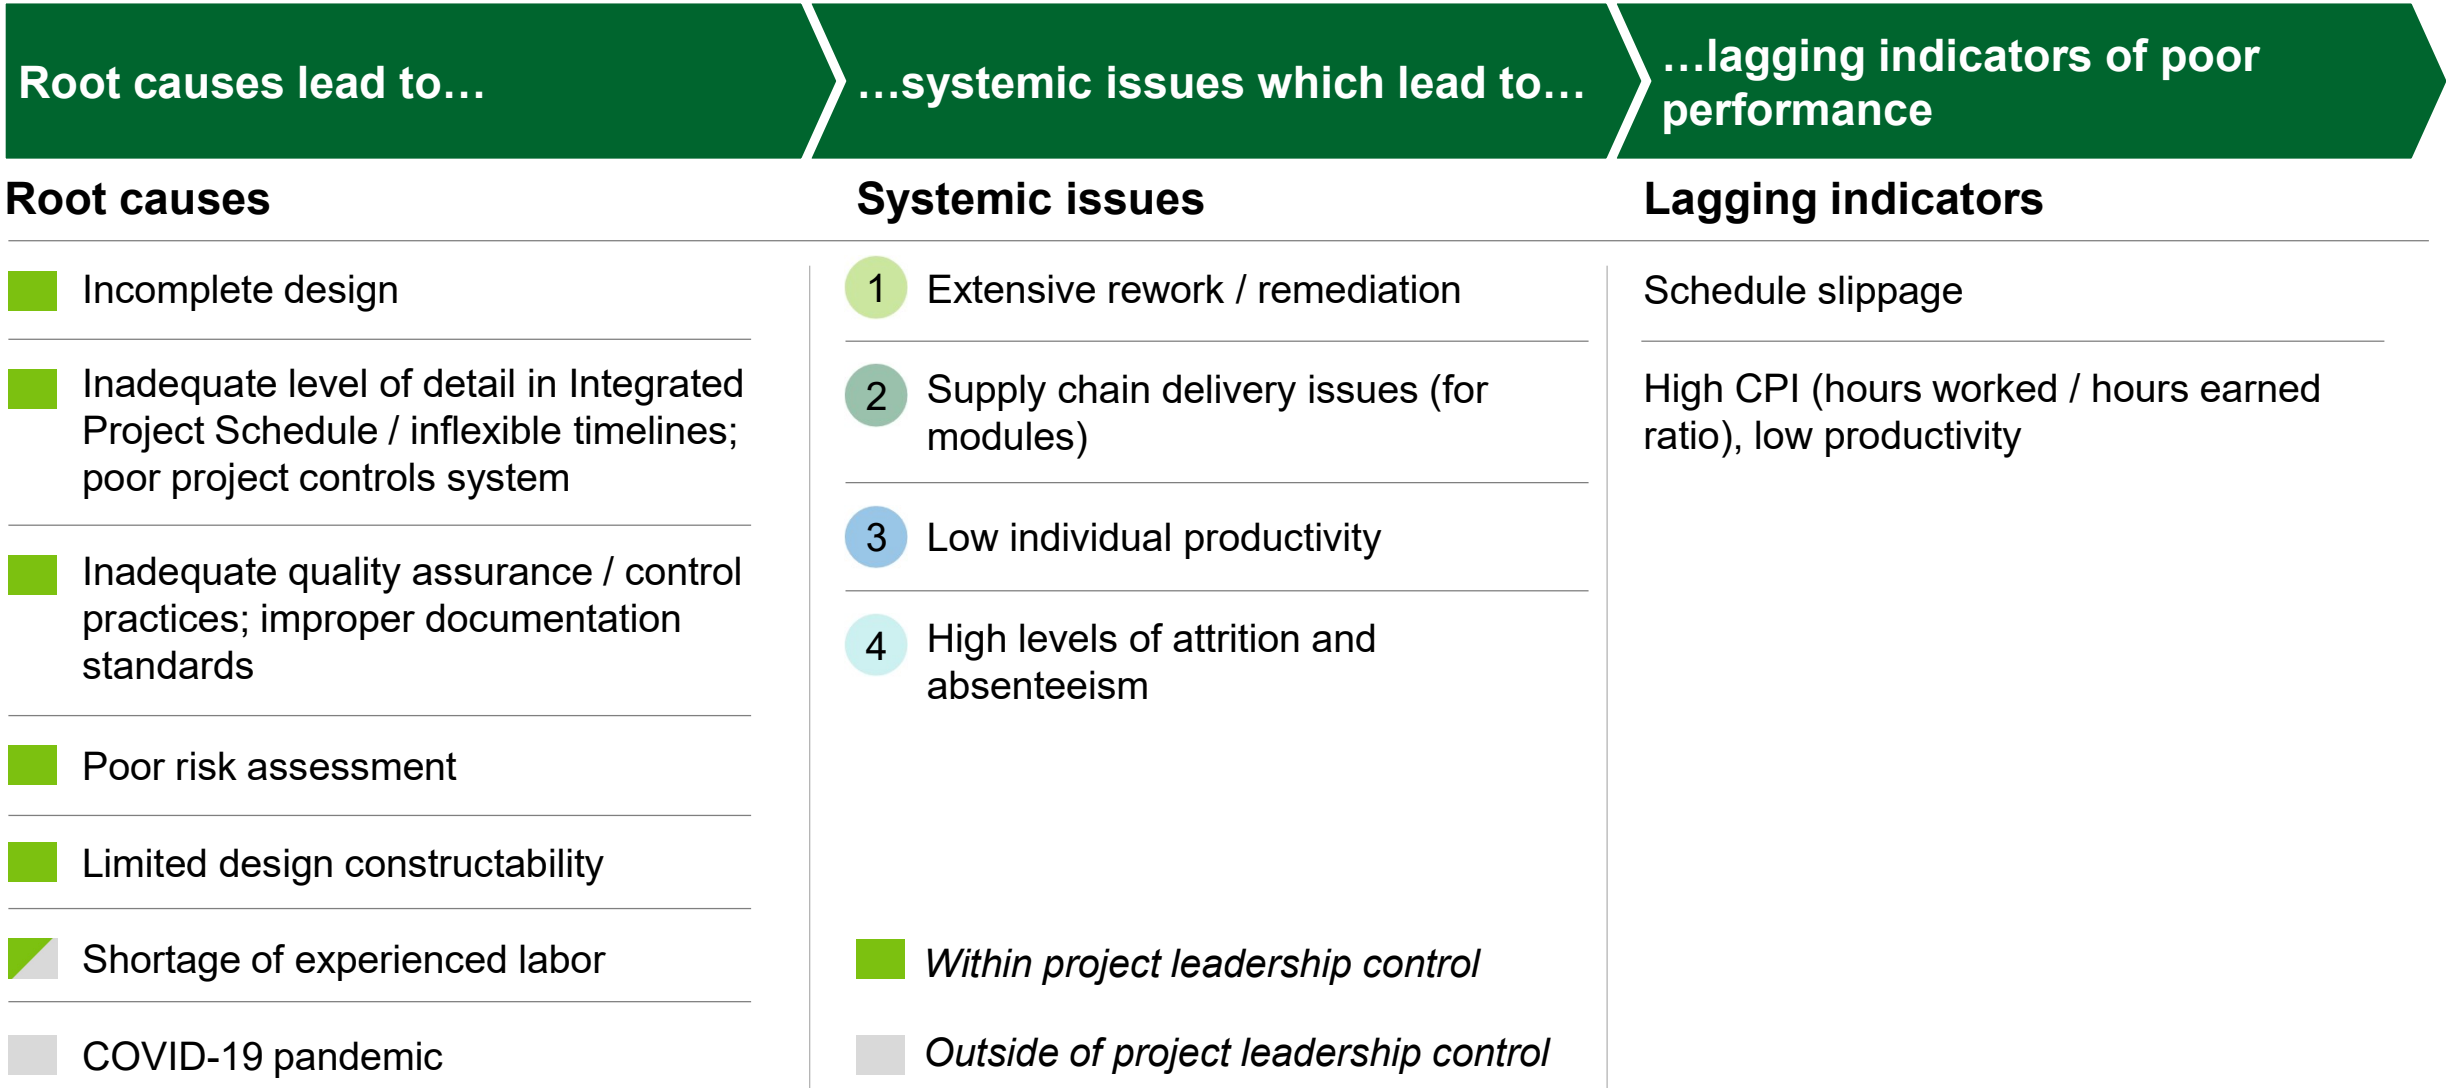 Root causes lead to…
…systemic issues which lead to…
…lagging indicators of poor
performance
Root causes
Incomplete design
Inadequate level of detail in Integrated
Project Schedule / inflexible timelines;
poor project controls system
Inadequate quality assurance / control
practices; improper documentation
standards
Poor risk assessment
Limited design constructability
Shortage of experienced labor
COVID-19 pandemic
Systemic issues
1 Extensive rework / remediation
2 Supply chain delivery issues (for
modules)
3 Low individual productivity
4 High levels of attrition and
absenteeism
Within project leadership control
Outside of project leadership control
Lagging indicators
Schedule slippage
High CPI (hours worked / hours earned
ratio), low productivity